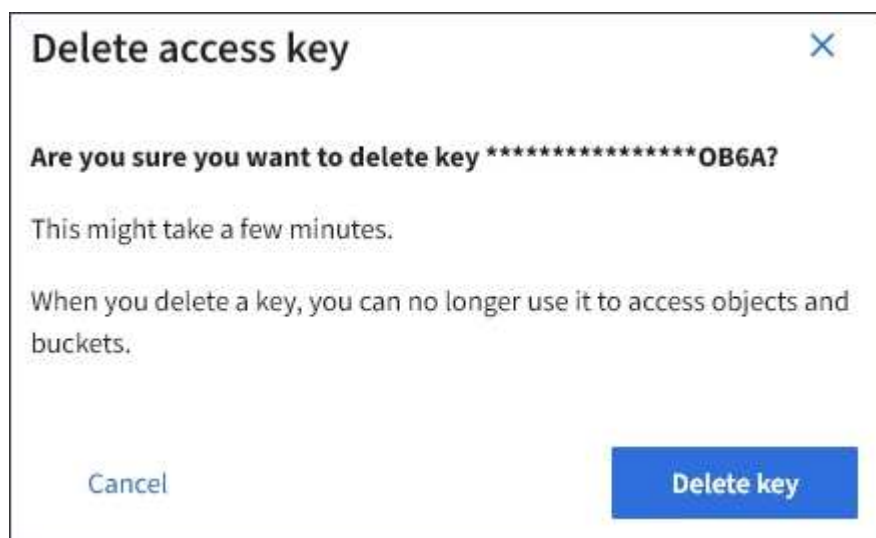 Delete access key
Are you sure you want to delete key ****************OB6A?
This might take a few minutes.
When you delete a key, you can no longer use it to access objects and
buckets.
Cancel
Delete key